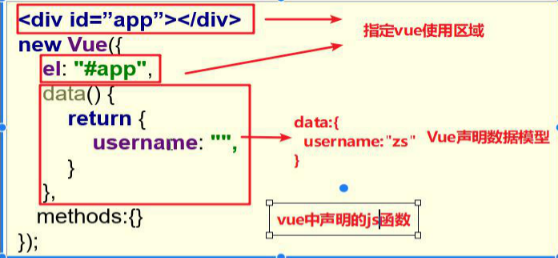 <div id=”app”></div>
new Vue({
el: "#app",
data() {
return {
username: "",
}
},
methods:{}
});
指定vue使用区域
data:{
username:"zs"
}
Vue声明数据模型
vue中声明的js函数